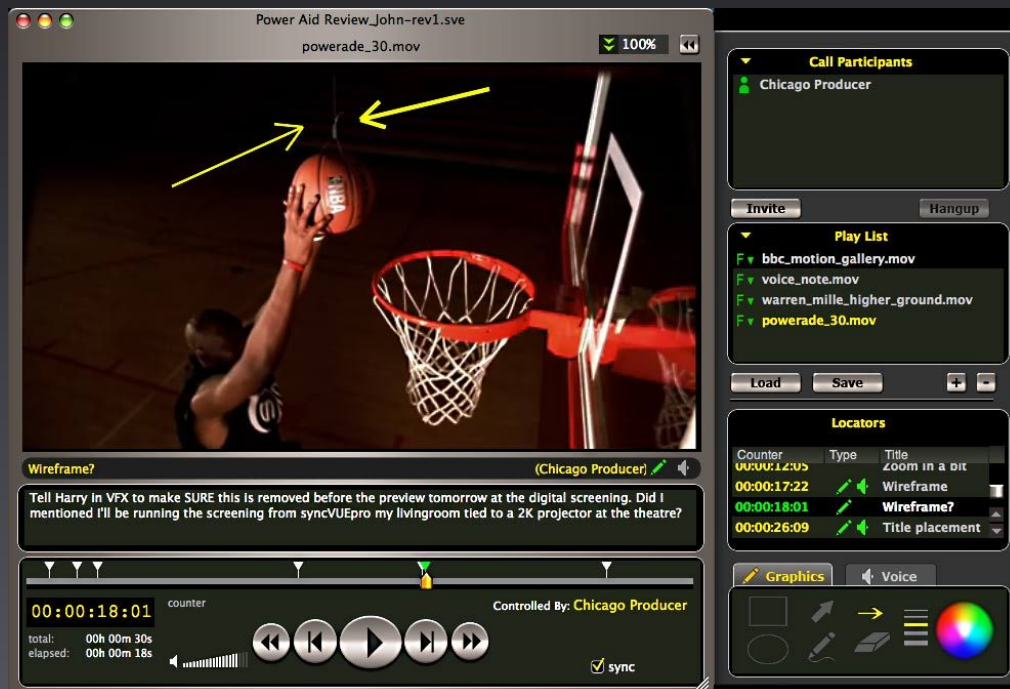 Power Aid Review_John-rev1.sve
powerade_30.mov
100%
NBA
Wireframe?
(Chicago Producer)
Tell Harry in VFX to make SURE this is removed before the preview tomorrow at the digital screening. Did I
mentioned I'll be running the screening from syncVUEpro my livingroom tied to a 2K projector at the theatre?
00:00:18:01
counter
Controlled By: Chicago Producer
total: 00h 00m 30s
elapsed: 00h 00m 18s
sync
Call Participants
Chicago Producer
Invite
Hangup
Play List
F bbc_motion_gallery.mov
F voice_note.mov
F warren_mille_higher_ground.mov
F powerade_30.mov
Load
Save
+
-
Locators
Counter Type Title
00:00:12:05 Zoom in a bit
00:00:17:22 Wireframe
00:00:18:01 Wireframe?
00:00:26:09 Title placement
Graphics
Voice